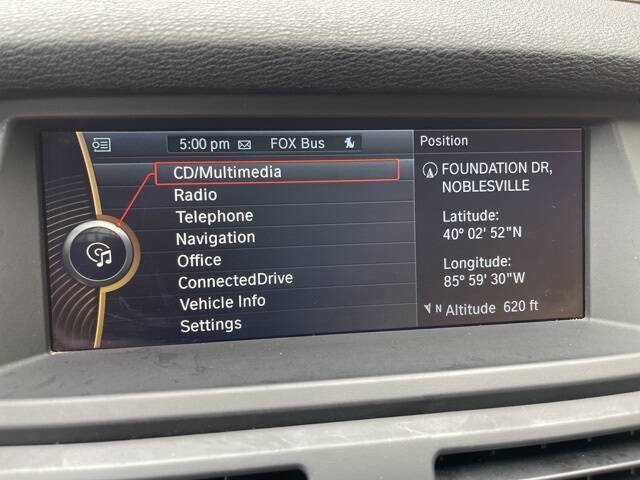 5:00 pm FOX Bus
CD/Multimedia
Radio
Telephone
Navigation
Office
ConnectedDrive
Vehicle Info
Settings
Position
FOUNDATION DR,
NOBLESVILLE
Latitude:
40° 02' 52"N
Longitude:
85° 59' 30"W
N Altitude 620 ft